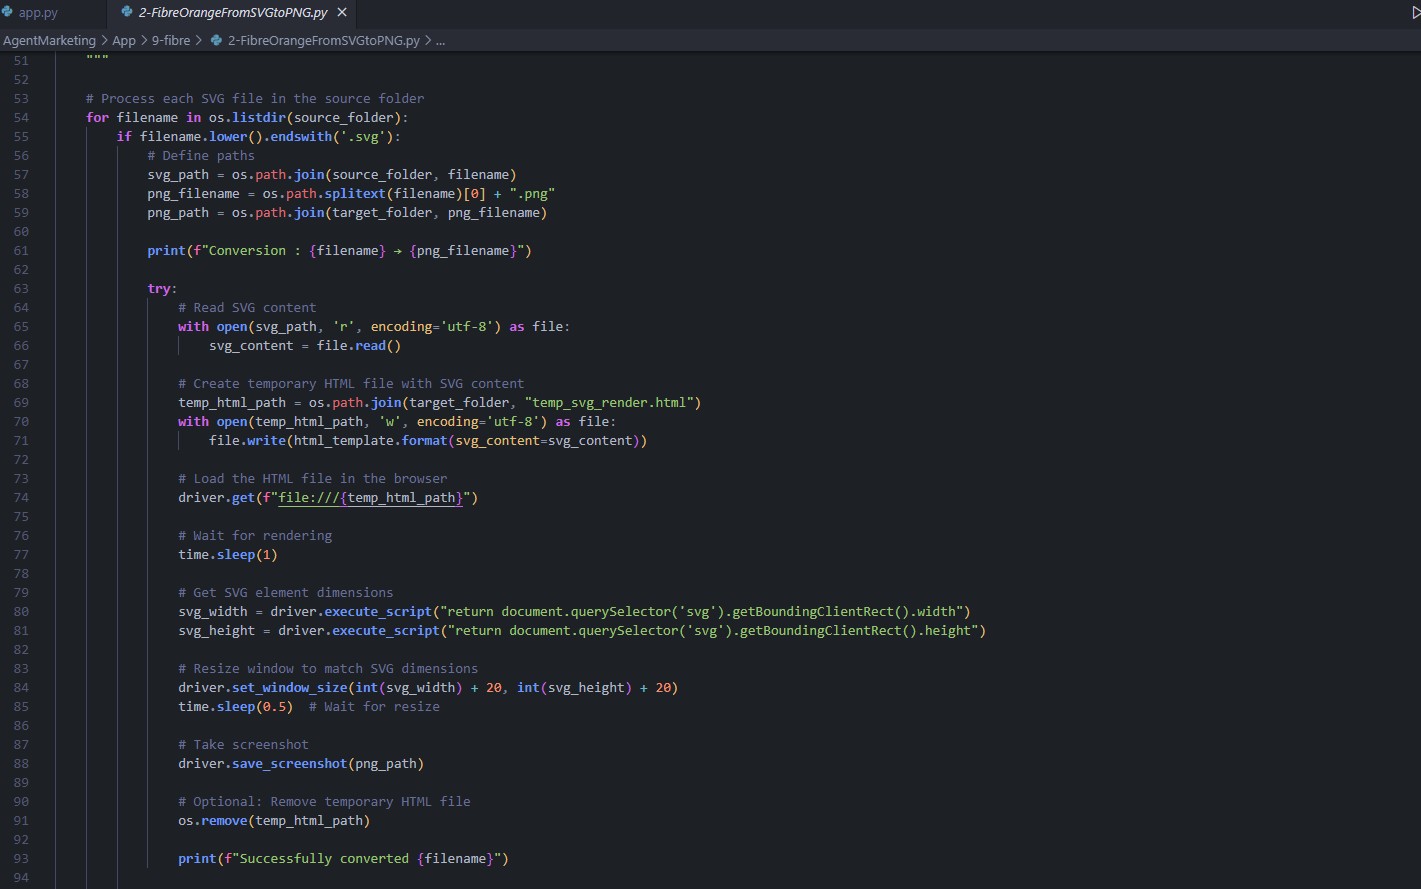 app.py
2-FibreOrangeFromSVGtoPNG.py ×
AgentMarketing > App > 9-fibre > 2-FibreOrangeFromSVGtoPNG.py > ...
51 """
52
53 # Process each SVG file in the source folder
54 for filename in os.listdir(source_folder):
55 if filename.lower().endswith('.svg'):
56 # Define paths
57 svg_path = os.path.join(source_folder, filename)
58 png_filename = os.path.splitext(filename)[0] + ".png"
59 png_path = os.path.join(target_folder, png_filename)
60
61 print(f"Conversion : {filename} → {png_filename}")
62
63 try:
64 # Read SVG content
65 with open(svg_path, 'r', encoding='utf-8') as file:
66 svg_content = file.read()
67
68 # Create temporary HTML file with SVG content
69 temp_html_path = os.path.join(target_folder, "temp_svg_render.html")
70 with open(temp_html_path, 'w', encoding='utf-8') as file:
71 file.write(html_template.format(svg_content=svg_content))
72
73 # Load the HTML file in the browser
74 driver.get(f"file:///{temp_html_path}")
75
76 # Wait for rendering
77 time.sleep(1)
78
79 # Get SVG element dimensions
80 svg_width = driver.execute_script("return document.querySelector('svg').getBoundingClientRect().width")
81 svg_height = driver.execute_script("return document.querySelector('svg').getBoundingClientRect().height")
82
83 # Resize window to match SVG dimensions
84 driver.set_window_size(int(svg_width) + 20, int(svg_height) + 20)
85 time.sleep(0.5)  # Wait for resize
86
87 # Take screenshot
88 driver.save_screenshot(png_path)
89
90 # Optional: Remove temporary HTML file
91 os.remove(temp_html_path)
92
93 print(f"Successfully converted {filename}")
94